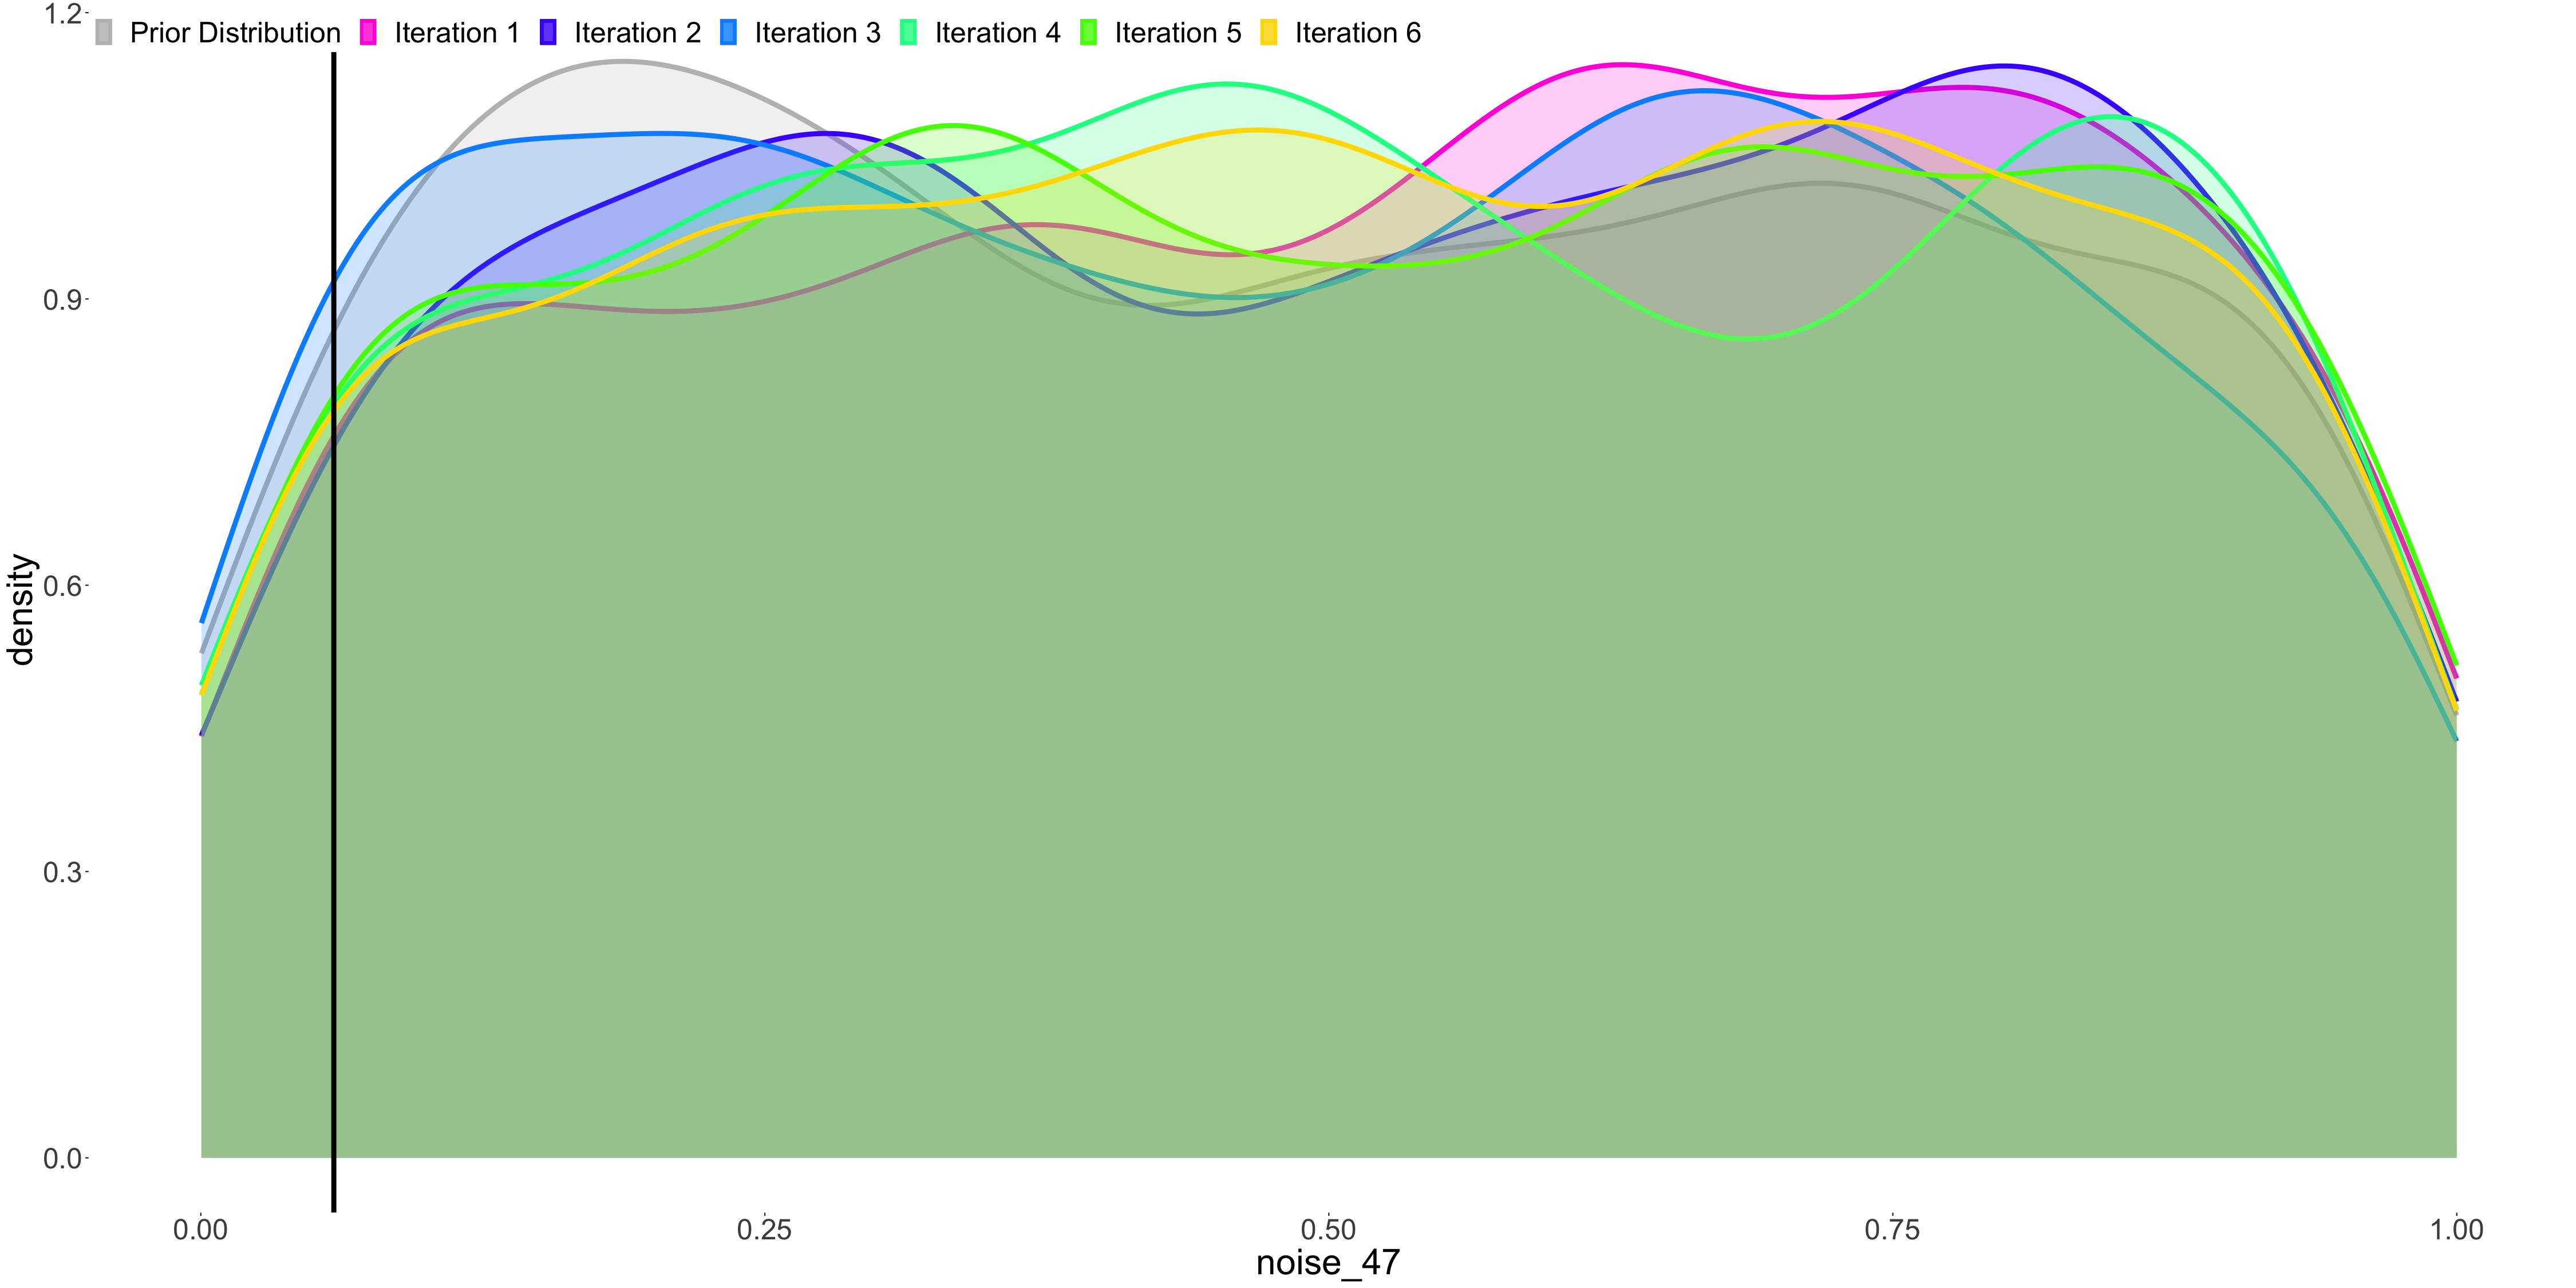 Prior Distribution Iteration 1 Iteration 2 Iteration 3 Iteration 4 Iteration 5 Iteration 6
1.2
0.9
0.6
0.3
0.0
density
0.00 0.25 0.50 0.75 1.00
noise_47